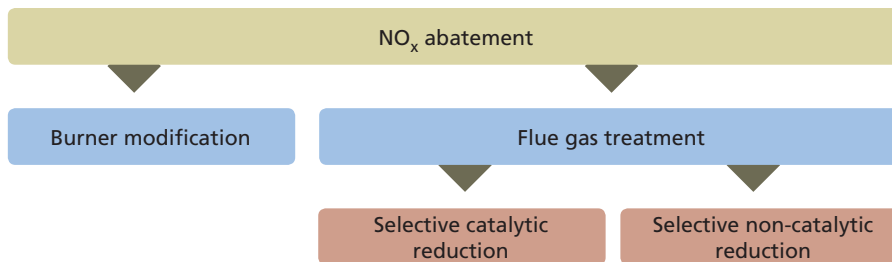 NOx abatement
Burner modification
Flue gas treatment
Selective catalytic
reduction
Selective non-catalytic
reduction